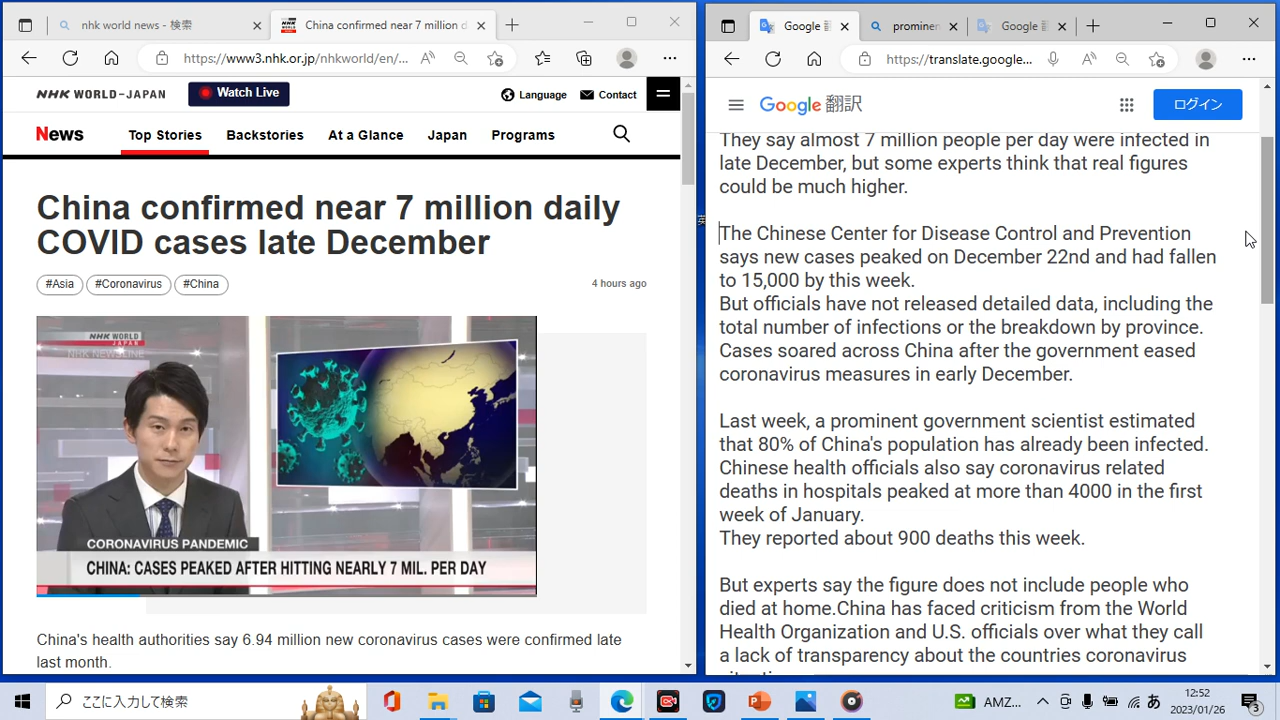 nhk world news - 検索
China confirmed near 7 million d
https://www3.nhk.or.jp/nhkworld/en/...
NHK WORLD-JAPAN
Watch Live
Language
Contact
News
Top Stories
Backstories
At a Glance
Japan
Programs
China confirmed near 7 million daily
COVID cases late December
#Asia
#Coronavirus
#China
4 hours ago
NHK WORLD
JAPAN
NHK NEWSLINE
CORONAVIRUS PANDEMIC
CHINA: CASES PEAKED AFTER HITTING NEARLY 7 MIL. PER DAY
China's health authorities say 6.94 million new coronavirus cases were confirmed late
last month.
Google 翻
prominen
Google 翻
https://translate.google...
Google 翻訳
ログイン
They say almost 7 million people per day were infected in
late December, but some experts think that real figures
could be much higher.
The Chinese Center for Disease Control and Prevention
says new cases peaked on December 22nd and had fallen
to 15,000 by this week.
But officials have not released detailed data, including the
total number of infections or the breakdown by province.
Cases soared across China after the government eased
coronavirus measures in early December.
Last week, a prominent government scientist estimated
that 80% of China's population has already been infected.
Chinese health officials also say coronavirus related
deaths in hospitals peaked at more than 4000 in the first
week of January.
They reported about 900 deaths this week.
But experts say the figure does not include people who
died at home.China has faced criticism from the World
Health Organization and U.S. officials over what they call
a lack of transparency about the countries coronavirus
ここに入力して検索
AMZ...
あ
12:52
2023/01/26
3